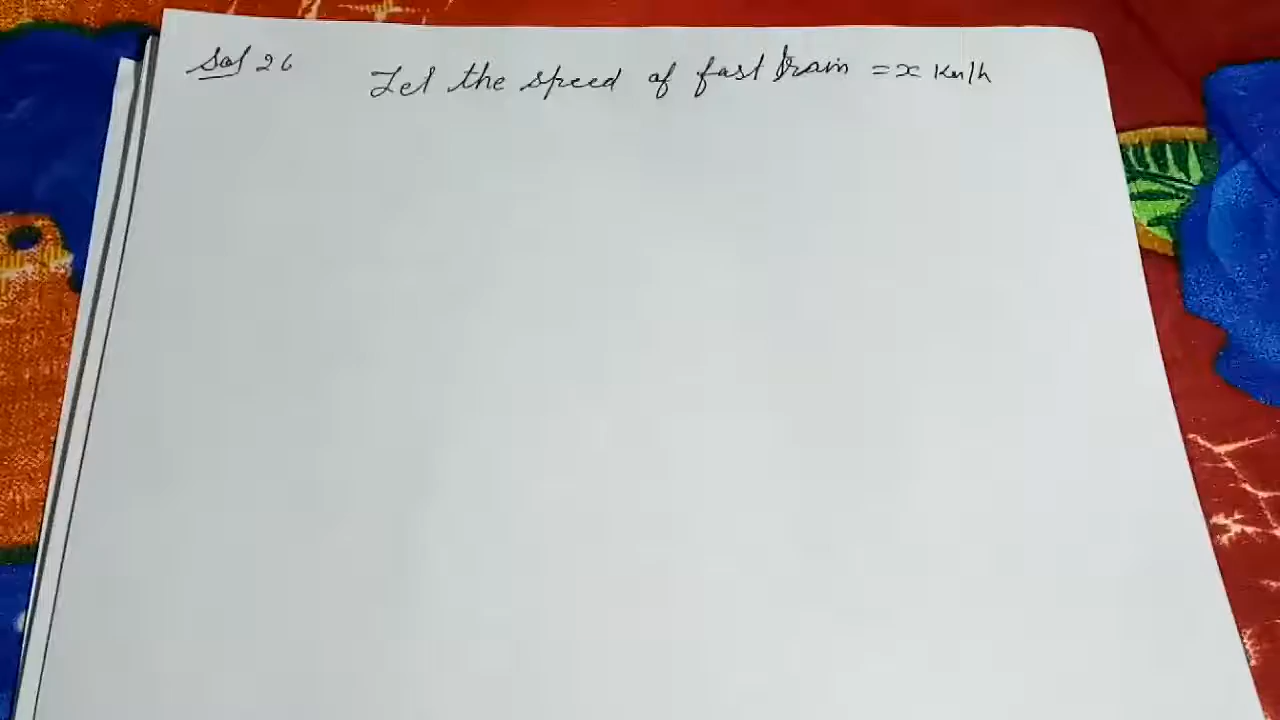 Sol 26
Let the speed of fast train = x Km/h